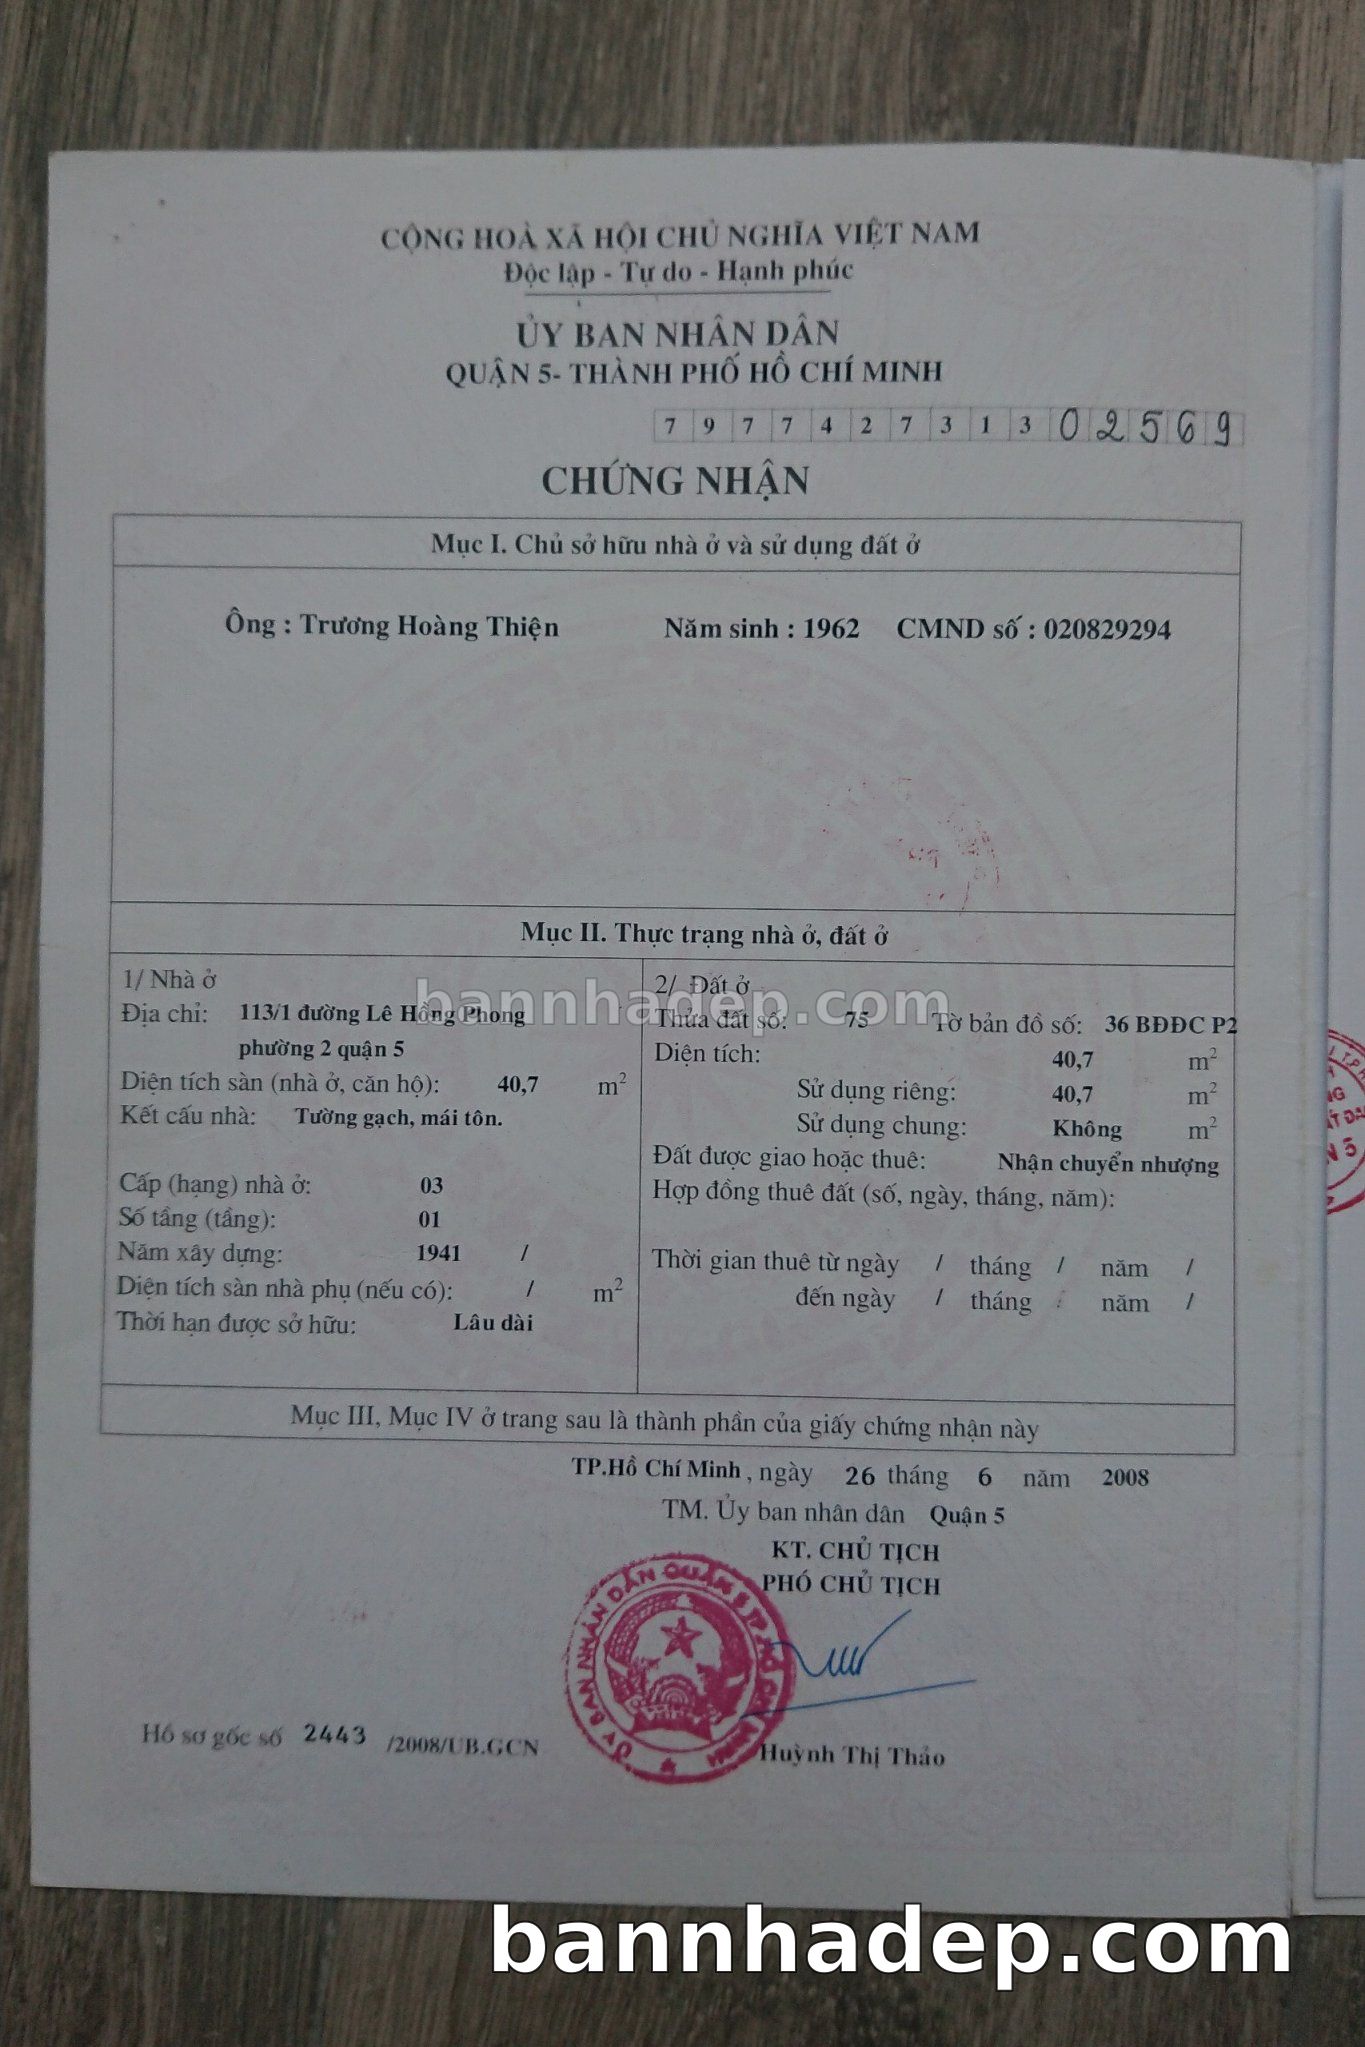 CỘNG HOÀ XÃ HỘI CHỦ NGHĨA VIỆT NAM
Độc lập - Tự do - Hạnh phúc
ỦY BAN NHÂN DÂN
QUẬN 5- THÀNH PHỐ HỒ CHÍ MINH
7 9 7 7 4 2 7 3 1 3 0 2 5 6 9
CHỨNG NHẬN
Mục I. Chủ sở hữu nhà ở và sử dụng đất ở
Ông : Trương Hoàng Thiện Năm sinh : 1962 CMND số : 020829294
Mục II. Thực trạng nhà ở, đất ở
1/ Nhà ở
Địa chỉ: 113/1 đường Lê Hồng Phong
phường 2 quận 5
Diện tích sàn (nhà ở, căn hộ): 40,7 m²
Kết cấu nhà: Tường gạch, mái tôn.
Cấp (hạng) nhà ở: 03
Số tầng (tầng): 01
Năm xây dựng: 1941 /
Diện tích sàn nhà phụ (nếu có): / m²
Thời hạn được sở hữu: Lâu dài
2/ Đất ở
Thửa đất số: 75 Tờ bản đồ số: 36 BĐĐC P2
Diện tích: 40,7 m²
Sử dụng riêng: 40,7 m²
Sử dụng chung: Không m²
Đất được giao hoặc thuê: Nhận chuyển nhượng
Hợp đồng thuê đất (số, ngày, tháng, năm):
Thời gian thuê từ ngày / tháng / năm /
đến ngày / tháng / năm /
bannhadep.com
Mục III, Mục IV ở trang sau là thành phần của giấy chứng nhận này
TP.Hồ Chí Minh , ngày 26 tháng 6 năm 2008
TM. Ủy ban nhân dân Quận 5
KT. CHỦ TỊCH
PHÓ CHỦ TỊCH
ỦY BAN NHÂN DÂN QUẬN 5 TP HỒ CHÍ MINH
Hồ sơ gốc số 2443 /2008/UB.GCN
Huỳnh Thị Thảo
bannhadep.com